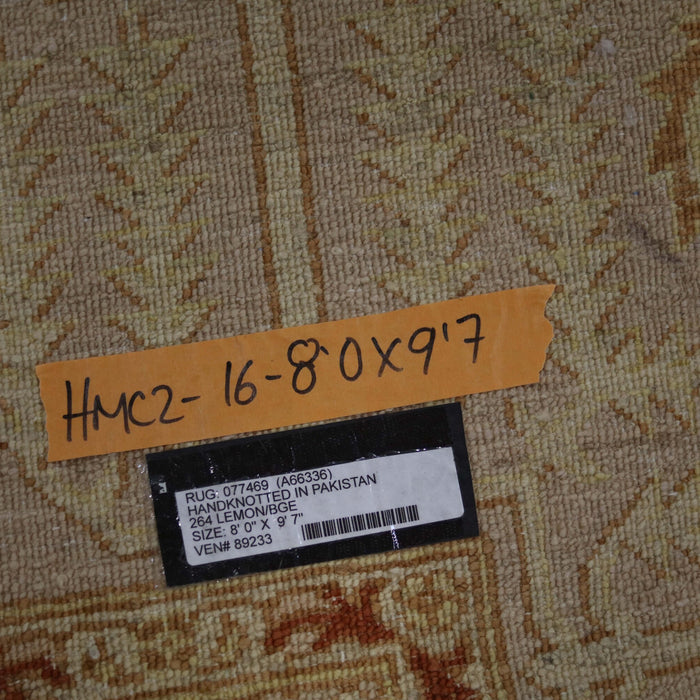 HMC2-16-8'0X9'7
RUG: 077469 (A66336)
HANDKNOTTED IN PAKISTAN
264 LEMON/BGE
SIZE: 8' 0" X 9' 7"
VEN# 89233